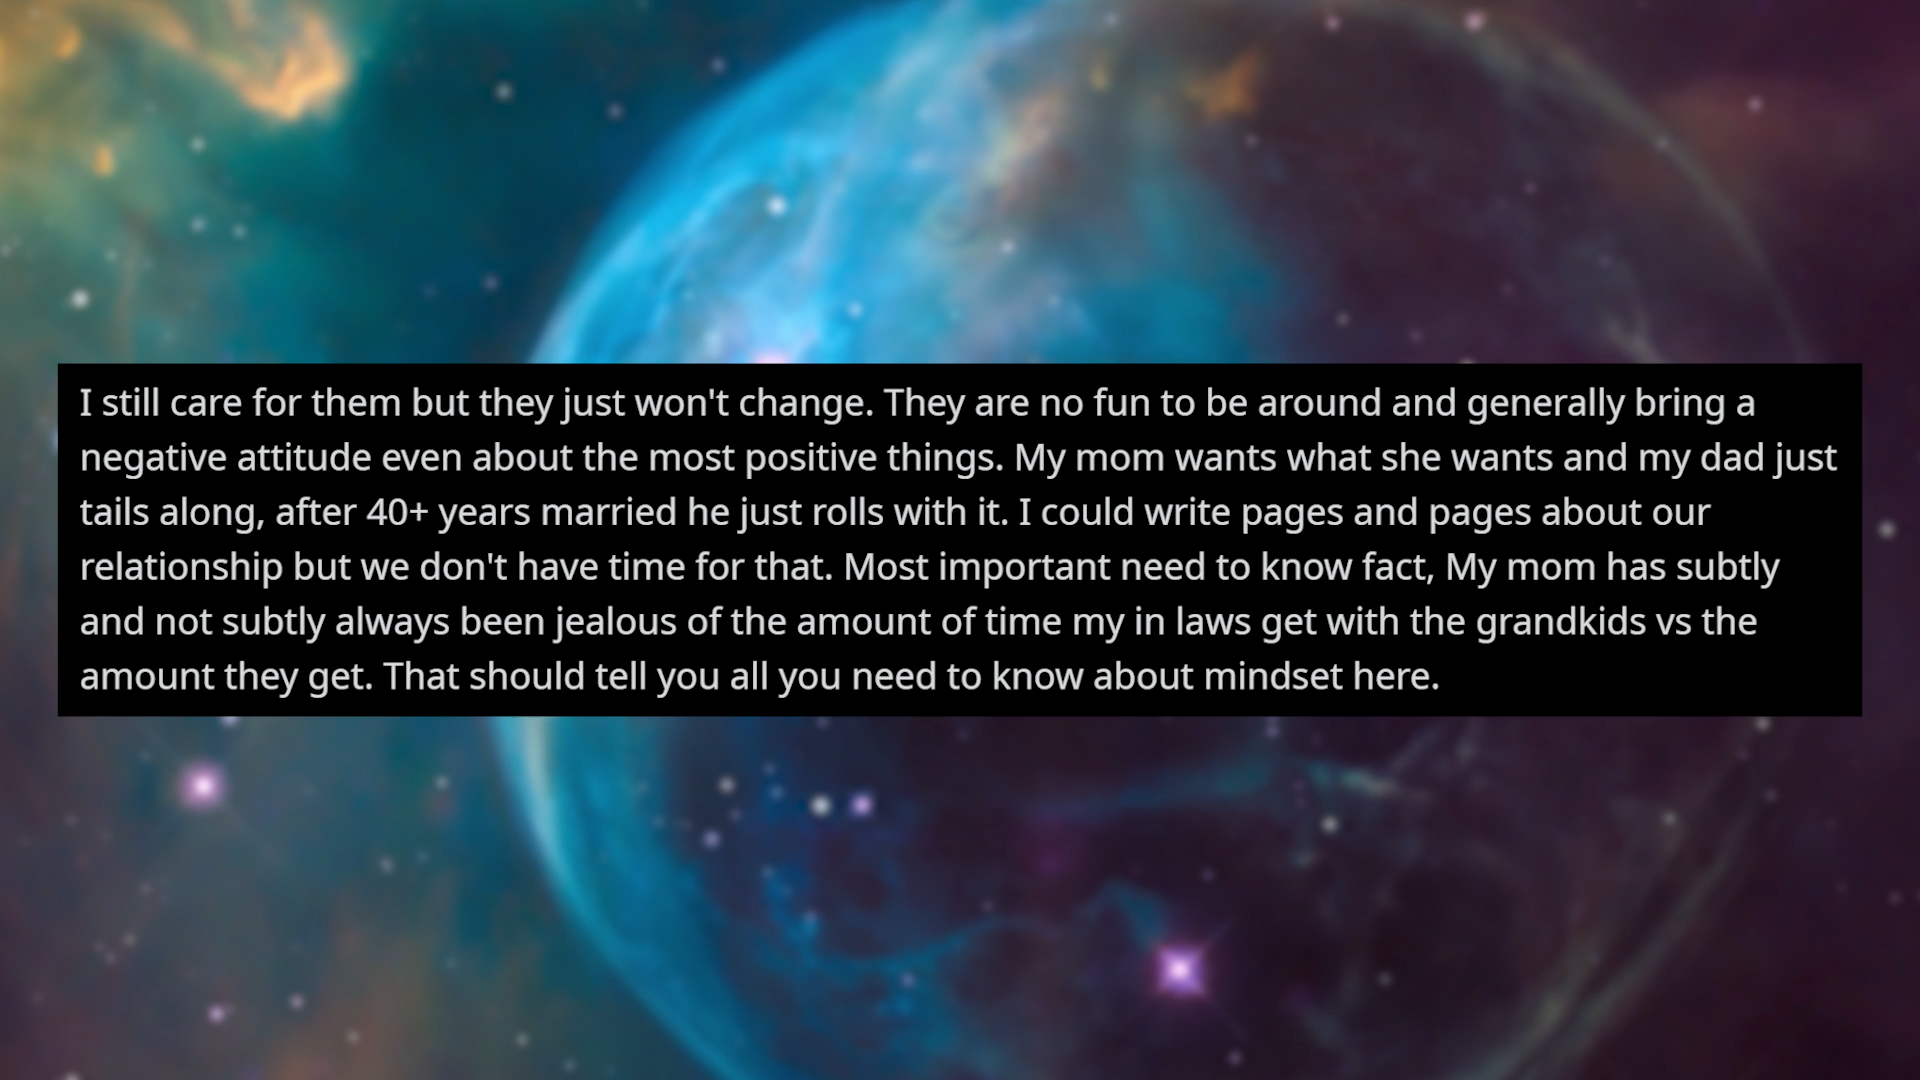 I still care for them but they just won't change. They are no fun to be around and generally bring a
negative attitude even about the most positive things. My mom wants what she wants and my dad just
tails along, after 40+ years married he just rolls with it. I could write pages and pages about our
relationship but we don't have time for that. Most important need to know fact, My mom has subtly
and not subtly always been jealous of the amount of time my in laws get with the grandkids vs the
amount they get. That should tell you all you need to know about mindset here.